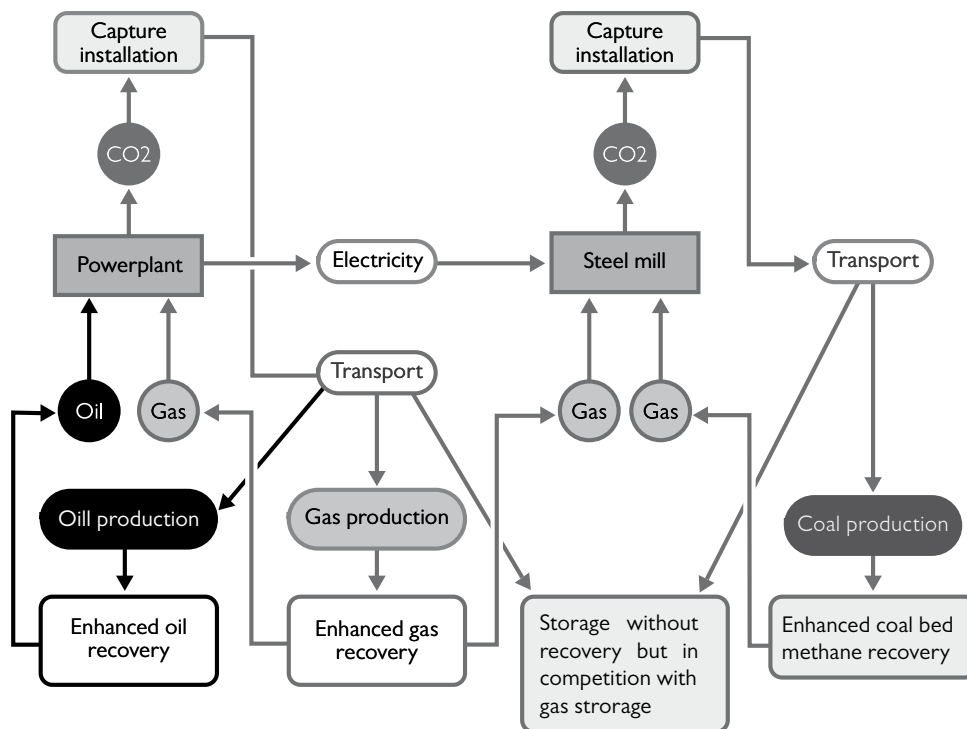 Capture
installation
Capture
installation
CO2
CO2
Powerplant
Electricity
Steel mill
Transport
Transport
Oil
Gas
Gas
Gas
Oill production
Gas production
Coal production
Enhanced oil
recovery
Enhanced gas
recovery
Storage without
recovery but in
competition with
gas strorage
Enhanced coal bed
methane recovery